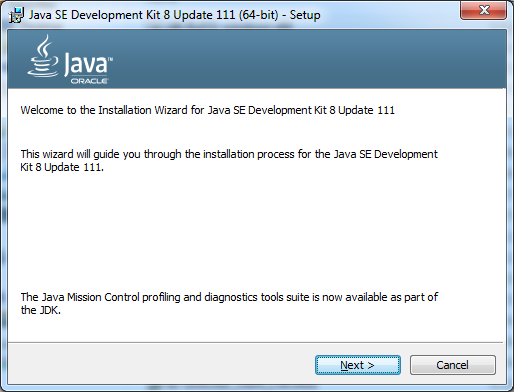 Java SE Development Kit 8 Update 111 (64-bit) - Setup
Java™
ORACLE
Welcome to the Installation Wizard for Java SE Development Kit 8 Update 111
This wizard will guide you through the installation process for the Java SE Development
Kit 8 Update 111.
The Java Mission Control profiling and diagnostics tools suite is now available as part of
the JDK.
Next >
Cancel